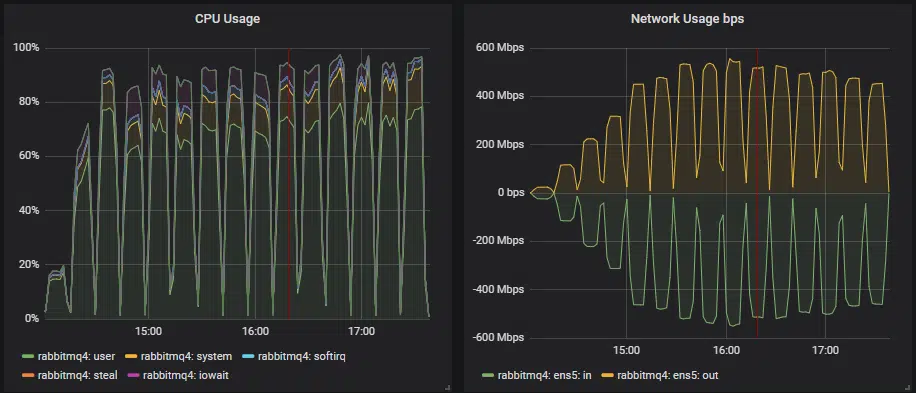 CPU Usage
100%
80%
60%
40%
20%
0%
15:00 16:00 17:00
rabbitmq4: user rabbitmq4: system rabbitmq4: softirq
rabbitmq4: steal rabbitmq4: iowait
Network Usage bps
600 Mbps
400 Mbps
200 Mbps
0 bps
-200 Mbps
-400 Mbps
-600 Mbps
15:00 16:00 17:00
rabbitmq4: ens5: in rabbitmq4: ens5: out